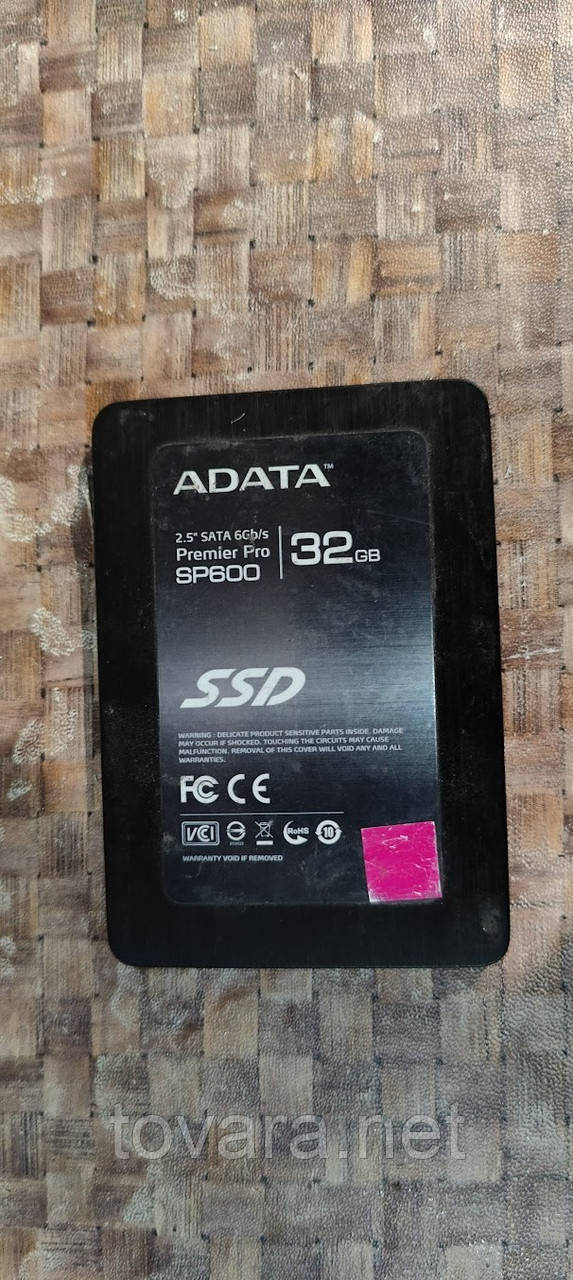 ADATA™
2.5" SATA 6Gb/s
Premier Pro
SP600
32GB
SSD
WARNING : DELICATE PRODUCT SENSITIVE PARTS INSIDE. DAMAGE
MAY OCCUR IF SHOCKED. TOUCHING THE CIRCUITS MAY CAUSE
MALFUNCTION. REMOVAL OF THIS COVER WILL VOID ANY AND ALL
WARRANTIES.
FC CE
VCI RoHS 10
WARRANTY VOID IF REMOVED
tovara.net